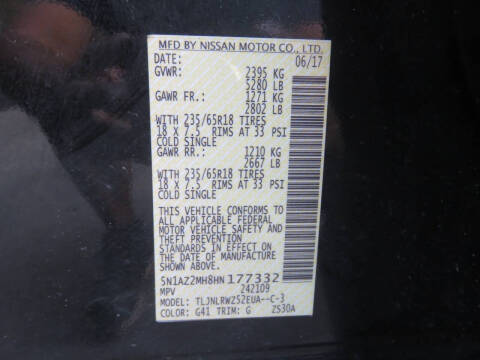 MFD BY NISSAN MOTOR CO., LTD.
DATE: 06/17
GVWR: 2395 KG
5280 LB
GAWR FR.: 1271 KG
2802 LB
WITH 235/65R18 TIRES
18 X 7.5 RIMS AT 33 PSI
COLD SINGLE
GAWR RR.: 1210 KG
2667 LB
WITH 235/65R18 TIRES
18 X 7.5 RIMS AT 33 PSI
COLD SINGLE
THIS VEHICLE CONFORMS TO
ALL APPLICABLE FEDERAL
MOTOR VEHICLE SAFETY AND
THEFT PREVENTION
STANDARDS IN EFFECT ON
THE DATE OF MANUFACTURE
SHOWN ABOVE.
5N1AZ2MH8HN177332
MPV 242109
MODEL: TLJNLRWZ52EUA--C-3
COLOR: G41 TRIM: G ZS30A